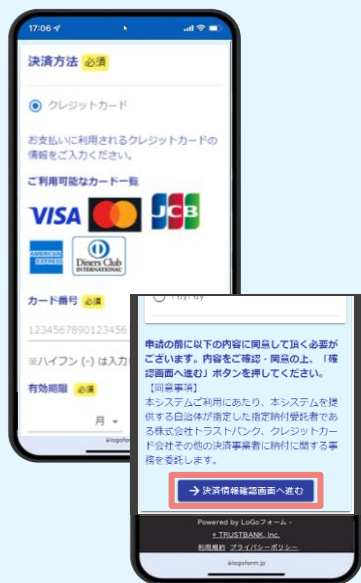 17:06
決済方法 必須
クレジットカード
お支払いに利用されるクレジットカードの
情報をご入力ください。
ご利用可能なカード一覧
VISA
JCB
AMERICAN
EXPRESS
Diners Club
INTERNATIONAL
カード番号 必須
1234567890123456
※ハイフン (-) は入力
有効期限 必須
月
PayPay
申請の前に以下の内容に同意して頂く必要が
ございます。内容をご確認・同意の上、「確
認画面へ進む」ボタンを押してください。
【同意事項】
本システムご利用にあたり、本システムを提
供する自治体が指定した指定納付受託者であ
る株式会社トラストバンク、クレジットカー
ド会社その他の決済事業者に納付に関する事
務を委託します。
→決済情報確認画面へ進む
Powered by LoGoフォーム -
« TRUSTBANK, Inc.
利用規約 プライバシーポリシー
logoform.jp